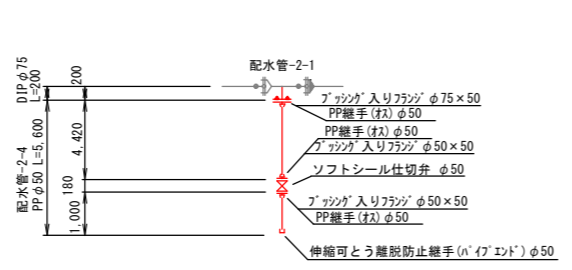 配水管-2-1
DIPφ75
L=200
200
ﾌﾞｯｼﾝｸﾞ入りﾌﾗﾝｼﾞφ75×50
PP継手(ｵｽ)φ50
PP継手(ｵｽ)φ50
ﾌﾞｯｼﾝｸﾞ入りﾌﾗﾝｼﾞφ50×50
ソフトシール仕切弁 φ50
ﾌﾞｯｼﾝｸﾞ入りﾌﾗﾝｼﾞφ50×50
PP継手(ｵｽ)φ50
伸縮可とう離脱防止継手(ﾊﾟｲﾌﾟｴﾝﾄﾞ)φ50
配水管-2-4
PPφ50 L=5,600
4,420
180
1,000